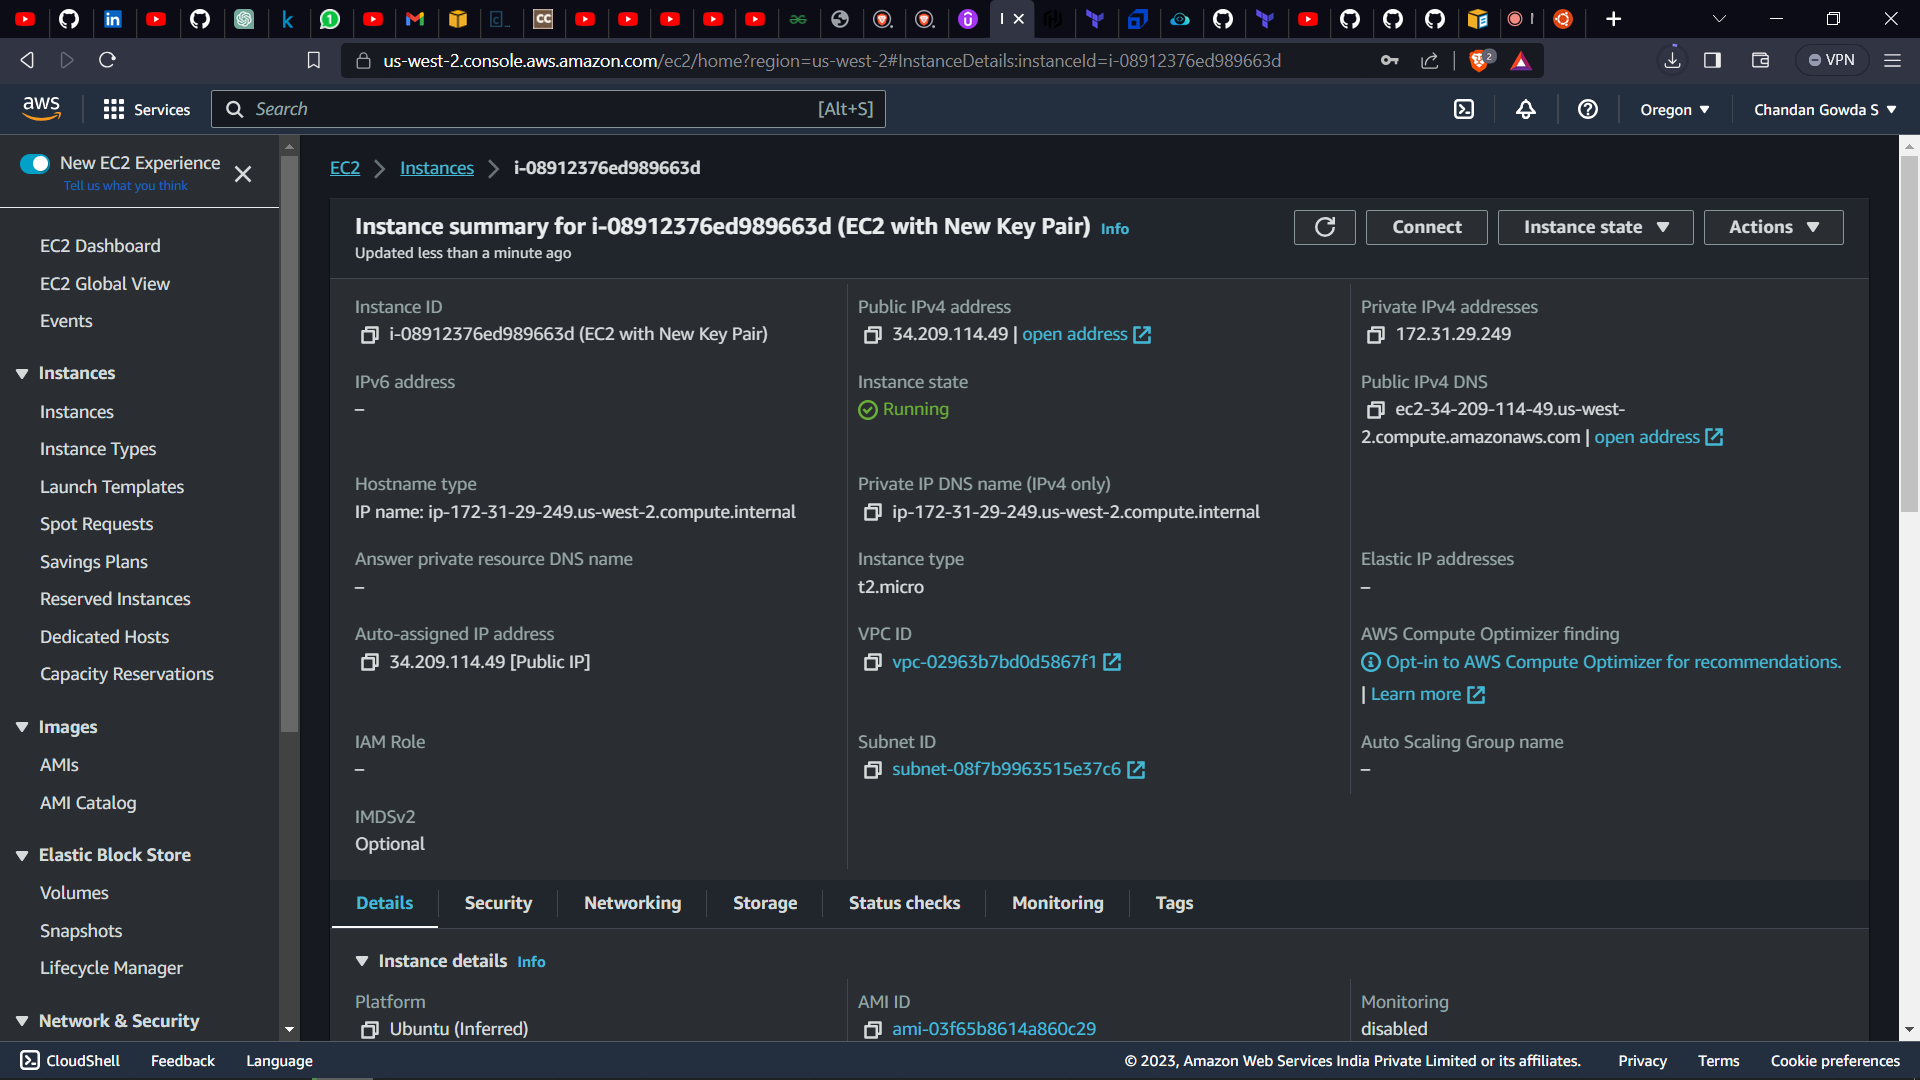 us-west-2.console.aws.amazon.com/ec2/home?region=us-west-2#InstanceDetails:instanceId=i-08912376ed989663d
2
VPN
aws
Services
Search
[Alt+S]
Oregon
Chandan Gowda S
New EC2 Experience
Tell us what you think
EC2 Dashboard
EC2 Global View
Events
Instances
Instances
Instance Types
Launch Templates
Spot Requests
Savings Plans
Reserved Instances
Dedicated Hosts
Capacity Reservations
Images
AMIs
AMI Catalog
Elastic Block Store
Volumes
Snapshots
Lifecycle Manager
Network & Security
EC2 > Instances > i-08912376ed989663d
Instance summary for i-08912376ed989663d (EC2 with New Key Pair) Info
Updated less than a minute ago
Connect
Instance state
Actions
Instance ID
i-08912376ed989663d (EC2 with New Key Pair)
Public IPv4 address
34.209.114.49 | open address
Private IPv4 addresses
172.31.29.249
IPv6 address
–
Instance state
Running
Public IPv4 DNS
ec2-34-209-114-49.us-west-
2.compute.amazonaws.com | open address
Hostname type
IP name: ip-172-31-29-249.us-west-2.compute.internal
Private IP DNS name (IPv4 only)
ip-172-31-29-249.us-west-2.compute.internal
Answer private resource DNS name
–
Instance type
t2.micro
Elastic IP addresses
–
Auto-assigned IP address
34.209.114.49 [Public IP]
VPC ID
vpc-02963b7bd0d5867f1
AWS Compute Optimizer finding
Opt-in to AWS Compute Optimizer for recommendations.
| Learn more
IAM Role
–
Subnet ID
subnet-08f7b9963515e37c6
Auto Scaling Group name
–
IMDSv2
Optional
Details
Security
Networking
Storage
Status checks
Monitoring
Tags
Instance details Info
Platform
Ubuntu (Inferred)
AMI ID
ami-03f65b8614a860c29
Monitoring
disabled
CloudShell
Feedback
Language
© 2023, Amazon Web Services India Private Limited or its affiliates.
Privacy
Terms
Cookie preferences